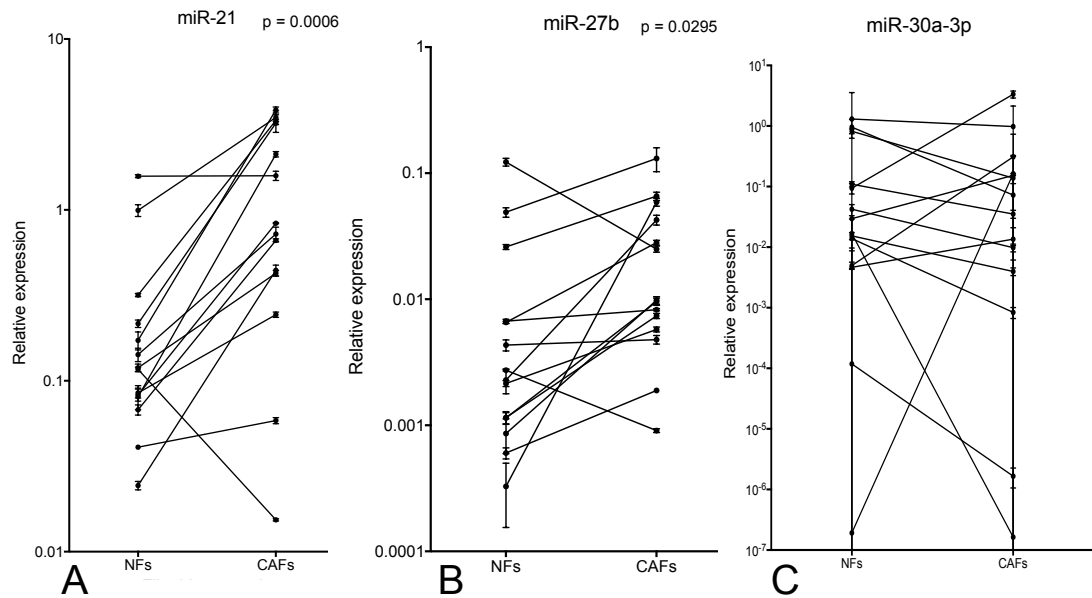 miR-21 p = 0.0006
10
1
0.1
0.01
Relative expression
NFs CAFs
A
miR-27b p = 0.0295
1
0.1
0.01
0.001
0.0001
Relative expression
NFs CAFs
B
miR-30a-3p
10¹
10⁰
10⁻¹
10⁻²
10⁻³
10⁻⁴
10⁻⁵
10⁻⁶
10⁻⁷
Relative expression
NFs CAFs
C